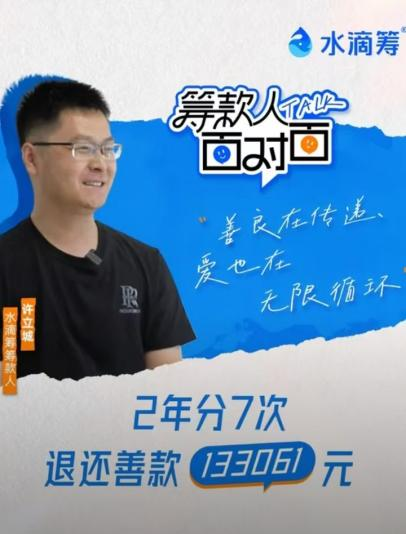 水滴筹®
筹款人TALK
面对面
“善良在传递、
爱也在
无限循环
许立城
水滴筹筹款人
2年分7次
退还善款133061元